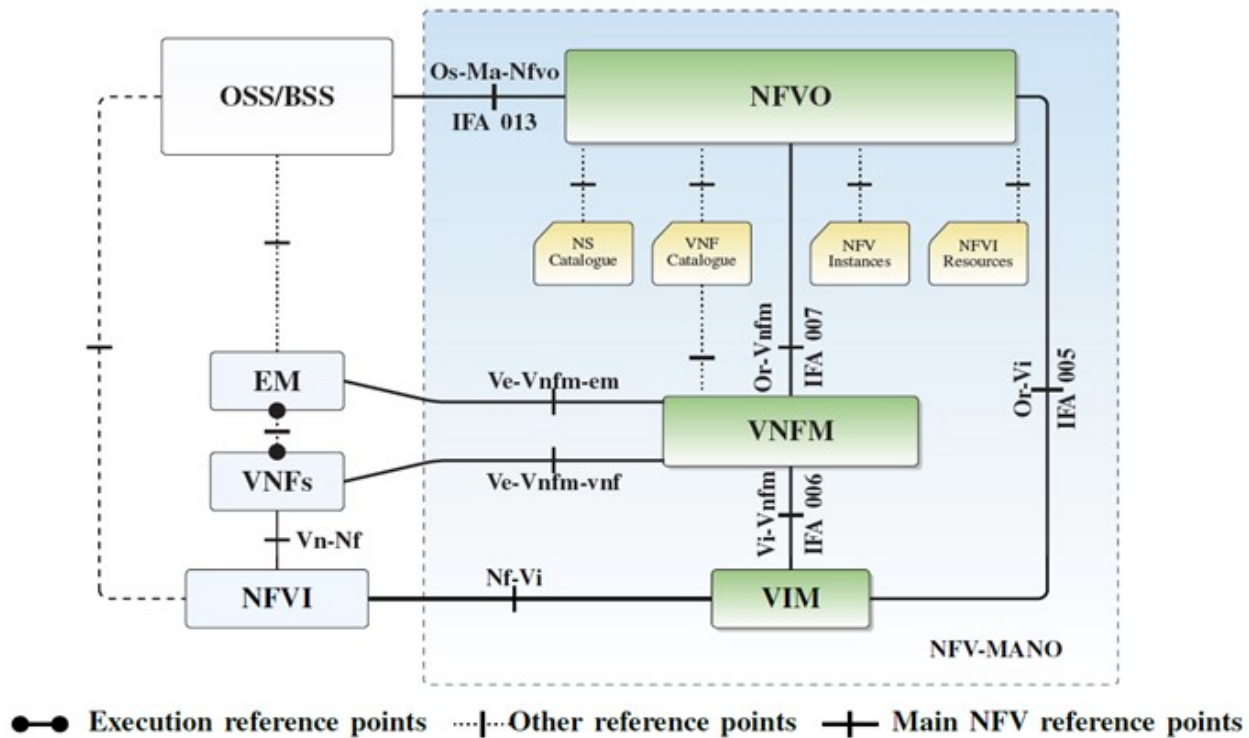 Os-Ma-Nfvo
OSS/BSS
NFVO
IFA 013
NS
Catalogue
VNF
Catalogue
NFV
Instances
NFVI
Resources
Or-Vnfm
IFA 007
Or-Vi
IFA 005
EM
Ve-Vnfm-em
VNFM
VNFs
Ve-Vnfm-vnf
Vi-Vnfm
IFA 006
Vn-Nf
NFVI
Nf-Vi
VIM
NFV-MANO
Execution reference points
Other reference points
Main NFV reference points